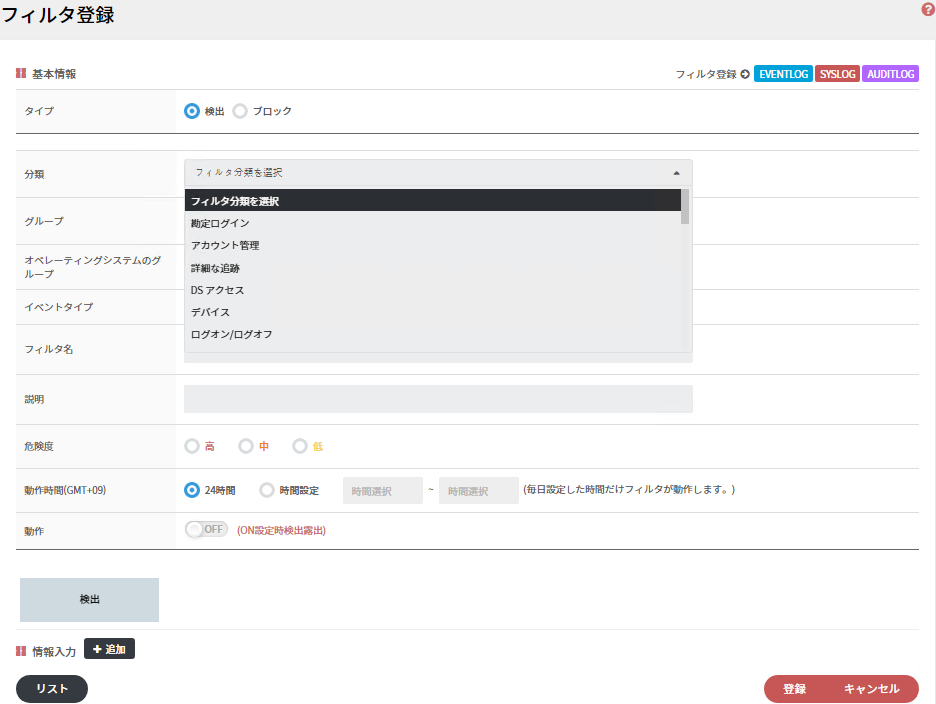 フィルタ登録
?
基本情報
フィルタ登録 EVENTLOG SYSLOG AUDITLOG
タイプ
検出 ブロック
分類
フィルタ分類を選択
フィルタ分類を選択
勘定ログイン
アカウント管理
詳細な追跡
DS アクセス
デバイス
ログオン/ログオフ
グループ
オペレーティングシステムのグ
ループ
イベントタイプ
フィルタ名
説明
危険度
高 中 低
動作時間(GMT+09)
24時間 時間設定 時間選択 ~ 時間選択 (毎日設定した時間だけフィルタが動作します。)
動作
OFF (ON設定時検出露出)
検出
情報入力 + 追加
リスト
登録 キャンセル